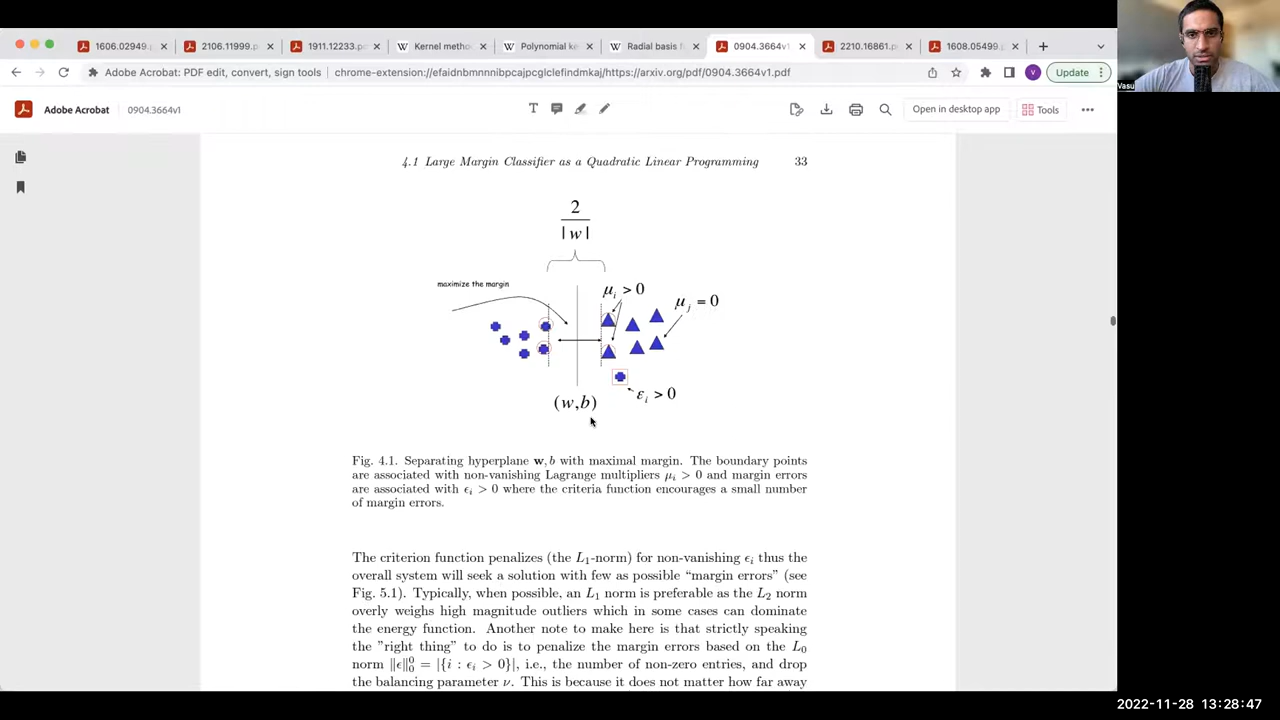 1606.02949.
2106.11999.p
1911.12233.pd
Kernel metho
Polynomial ke
Radial basis f
0904.3664v1
2210.16861.pd
1608.05499.p
Adobe Acrobat: PDF edit, convert, sign tools | chrome-extension://efaidnbmnnnibpcajpcglclefindmkaj/https://arxiv.org/pdf/0904.3664v1.pdf
Update
Vasu
Adobe Acrobat 0904.3664v1
Open in desktop app
Tools
4.1 Large Margin Classifier as a Quadratic Linear Programming 33
2
|w|
maximize the margin
μi > 0
μj = 0
εi > 0
(w,b)
Fig. 4.1. Separating hyperplane w, b with maximal margin. The boundary points
are associated with non-vanishing Lagrange multipliers μi > 0 and margin errors
are associated with ϵi > 0 where the criteria function encourages a small number
of margin errors.
The criterion function penalizes (the L1-norm) for non-vanishing ϵi thus the
overall system will seek a solution with few as possible “margin errors” (see
Fig. 5.1). Typically, when possible, an L1 norm is preferable as the L2 norm
overly weighs high magnitude outliers which in some cases can dominate
the energy function. Another note to make here is that strictly speaking
the ”right thing” to do is to penalize the margin errors based on the L0
norm ∥ϵ∥₀⁰ = |{i : ϵi > 0}|, i.e., the number of non-zero entries, and drop
the balancing parameter ν. This is because it does not matter how far away
2022-11-28 13:28:47